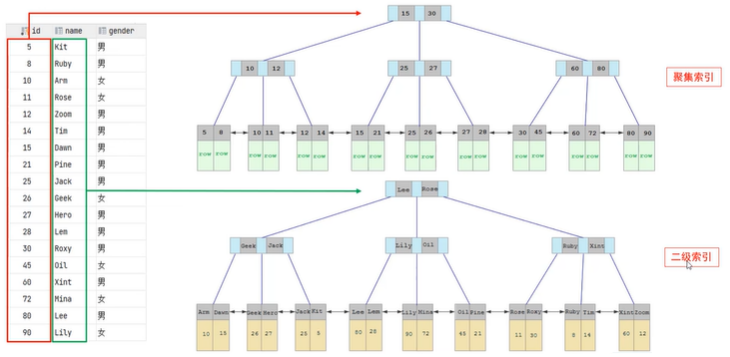 id name gender
5 Kit 男
8 Ruby 男
10 Arm 女
11 Rose 女
12 Zoom 男
14 Tim 男
15 Dawn 男
21 Pine 男
25 Jack 男
26 Geek 女
27 Hero 男
28 Lem 男
30 Roxy 男
45 Oil 女
60 Xint 男
72 Mina 女
80 Lee 男
90 Lily 女
15 30
10 12 25 27 60 80
聚集索引
5 8 10 11 12 14 15 21 25 26 27 28 30 45 60 72 80 90
row row row row row row row row row row row row row row row row row row
Lee Rose
Geek Jack Lily Oil Ruby Xint
二级索引
Arm Dawn Geek Hero Jack Kit Lee Lem Lily Mina Oil Pine Rose Roxy Ruby Tim Xint Zoom
10 15 26 27 25 5 80 28 90 72 45 21 11 30 8 14 60 12